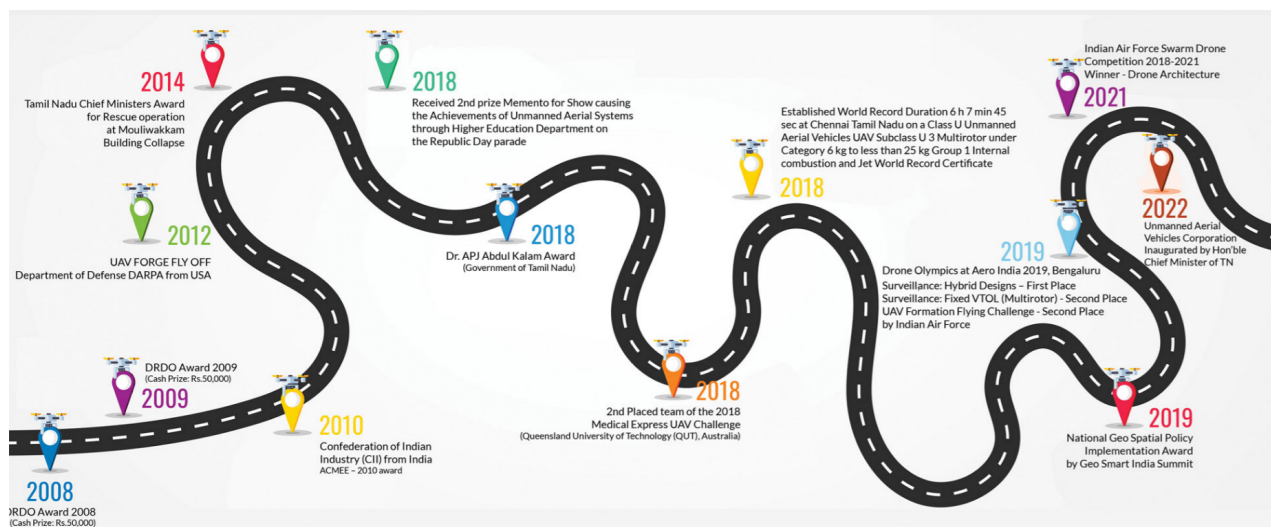 2008
DRDO Award 2008
(Cash Prize: Rs.50,000)
DRDO Award 2009
(Cash Prize: Rs.50,000)
2009
2010
Confederation of Indian
Industry (CII) from India
ACMEE – 2010 award
2012
UAV FORGE FLY OFF
Department of Defense DARPA from USA
2014
Tamil Nadu Chief Ministers Award
for Rescue operation
at Mouliwakkam
Building Collapse
2018
Received 2nd prize Memento for Show causing
the Achievements of Unmanned Aerial Systems
through Higher Education Department on
the Republic Day parade
2018
Dr. APJ Abdul Kalam Award
(Government of Tamil Nadu)
2018
2nd Placed team of the 2018
Medical Express UAV Challenge
(Queensland University of Technology (QUT), Australia)
Established World Record Duration 6 h 7 min 45
sec at Chennai Tamil Nadu on a Class U Unmanned
Aerial Vehicles UAV Subclass U 3 Multirotor under
Category 6 kg to less than 25 kg Group 1 Internal
combustion and Jet World Record Certificate
2018
2019
Drone Olympics at Aero India 2019, Bengaluru
Surveillance: Hybrid Designs – First Place
Surveillance: Fixed VTOL (Multirotor) - Second Place
UAV Formation Flying Challenge - Second Place
by Indian Air Force
2019
National Geo Spatial Policy
Implementation Award
by Geo Smart India Summit
Indian Air Force Swarm Drone
Competition 2018-2021
Winner - Drone Architecture
2021
2022
Unmanned Aerial
Vehicles Corporation
Inaugurated by Hon'ble
Chief Minister of TN